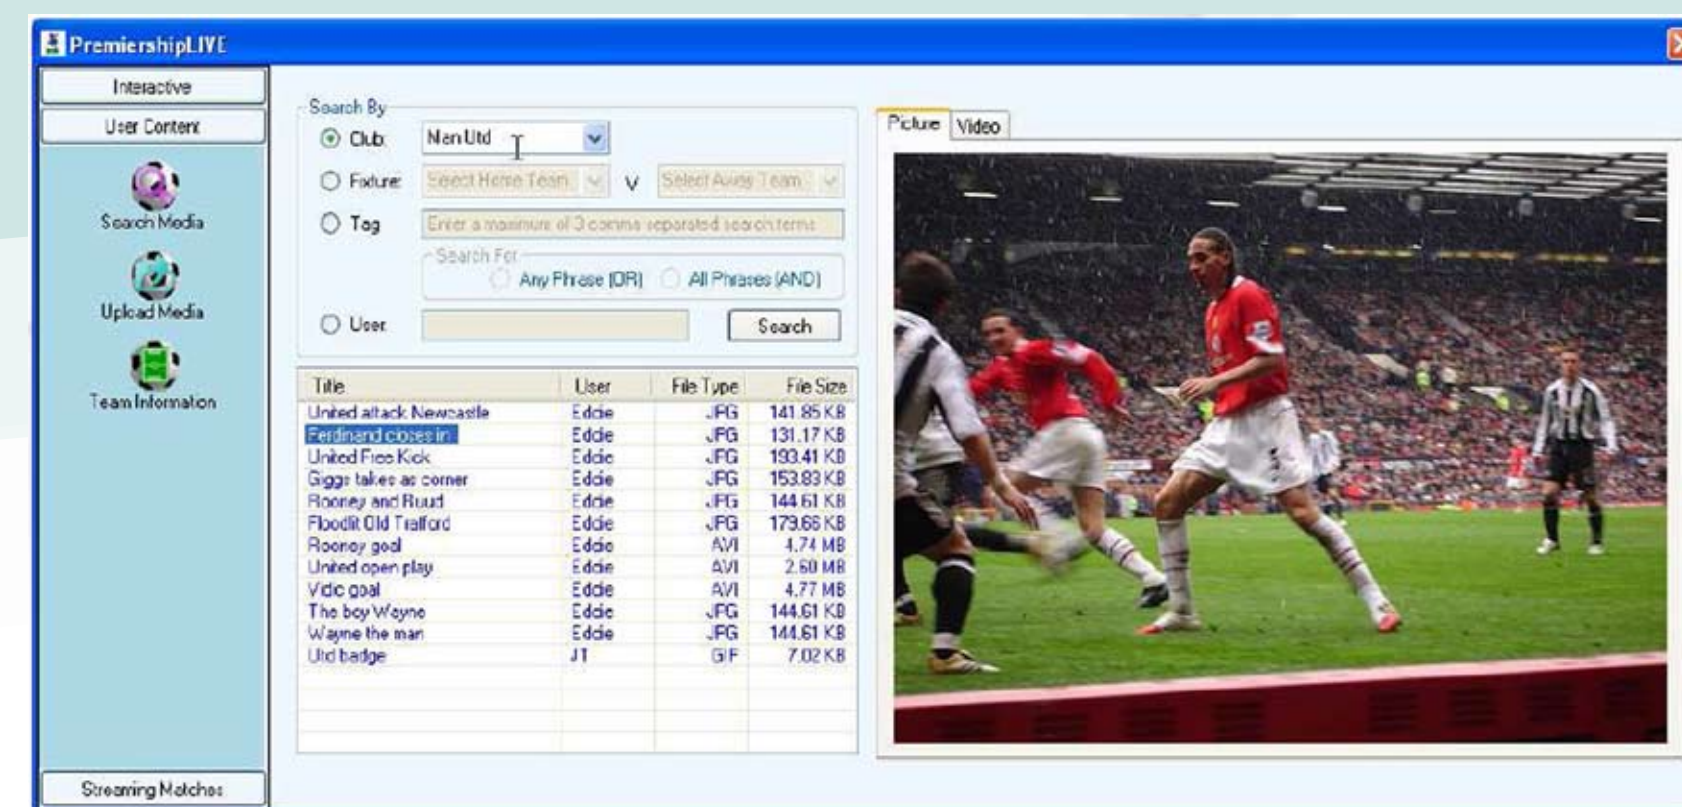 PremiershipLIVE
Interactive
User Content
Search Media
Upload Media
Team Information
Streaming Matches
Search By
Club: Man Utd
Fixture: Select Home Team V Select Away Team
Tag Enter a maximum of 3 comma separated search terms
Search For
Any Phrase (OR) All Phrases (AND)
User: Search
Title User File Type File Size
United attack Newcastle Eddie JPG 141.85 KB
Ferdinand closes in Eddie JPG 131.17 KB
United Free Kick Eddie JPG 193.41 KB
Giggs takes as corner Eddie JPG 153.83 KB
Rooney and Ruud Eddie JPG 144.61 KB
Floodlit Old Trafford Eddie JPG 179.66 KB
Rooney goal Eddie AVI 4.74 MB
United open play Eddie AVI 2.60 MB
Vidic goal Eddie AVI 4.77 MB
The boy Wayne Eddie JPG 144.61 KB
Wayne the man Eddie JPG 144.61 KB
Utd badge JT GIF 7.02 KB
Picture Video